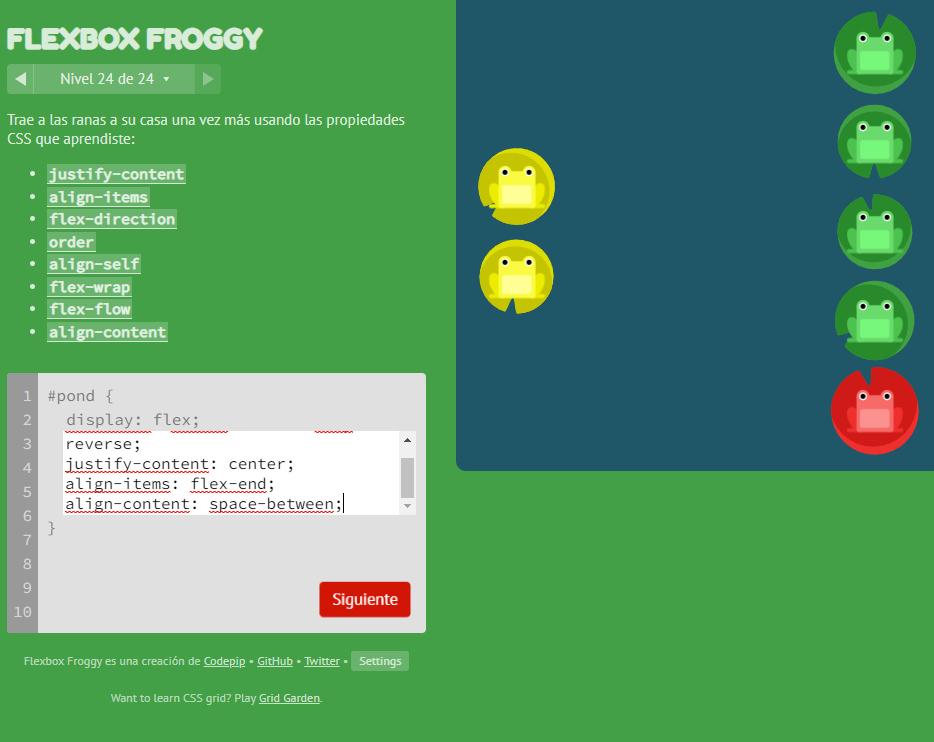 FLEXBOX FROGGY
◀ Nivel 24 de 24 ▾ ▶
Trae a las ranas a su casa una vez más usando las propiedades
CSS que aprendiste:
• justify-content
• align-items
• flex-direction
• order
• align-self
• flex-wrap
• flex-flow
• align-content
1 #pond {
2 display: flex;
3 reverse;
4 justify-content: center;
5 align-items: flex-end;
6 align-content: space-between;
7 }
8
9
10
Siguiente
Flexbox Froggy es una creación de Codepip • GitHub • Twitter • Settings
Want to learn CSS grid? Play Grid Garden.